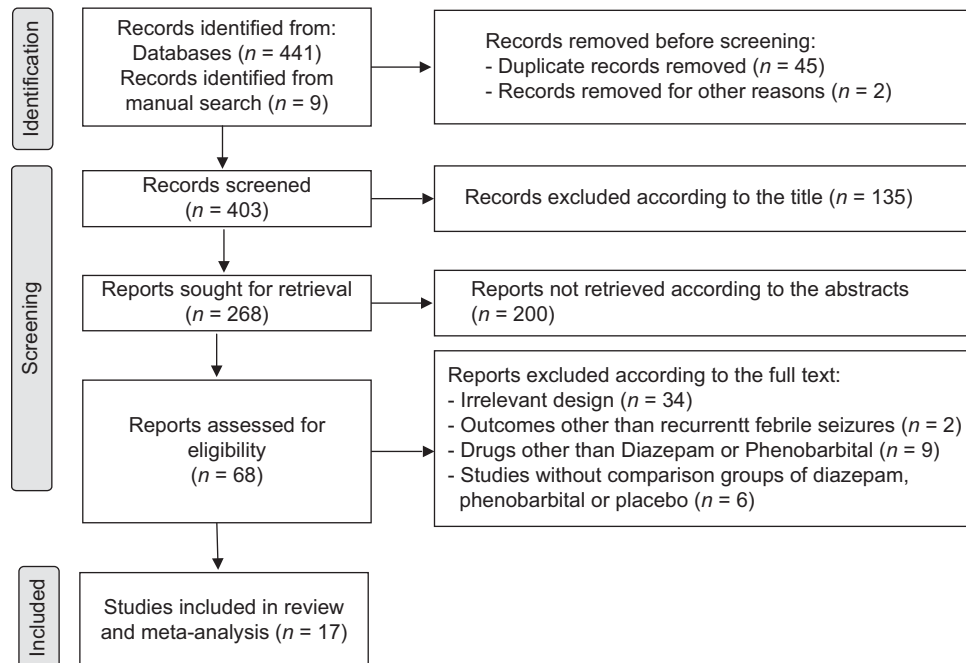 Identification
Records identified from:
Databases (n = 441)
Records identified from
manual search (n = 9)
Records removed before screening:
- Duplicate records removed (n = 45)
- Records removed for other reasons (n = 2)
Screening
Records screened
(n = 403)
Records excluded according to the title (n = 135)
Reports sought for retrieval
(n = 268)
Reports not retrieved according to the abstracts
(n = 200)
Reports assessed for
eligibility
(n = 68)
Reports excluded according to the full text:
- Irrelevant design (n = 34)
- Outcomes other than recurrentt febrile seizures (n = 2)
- Drugs other than Diazepam or Phenobarbital (n = 9)
- Studies without comparison groups of diazepam,
phenobarbital or placebo (n = 6)
Included
Studies included in review
and meta-analysis (n = 17)